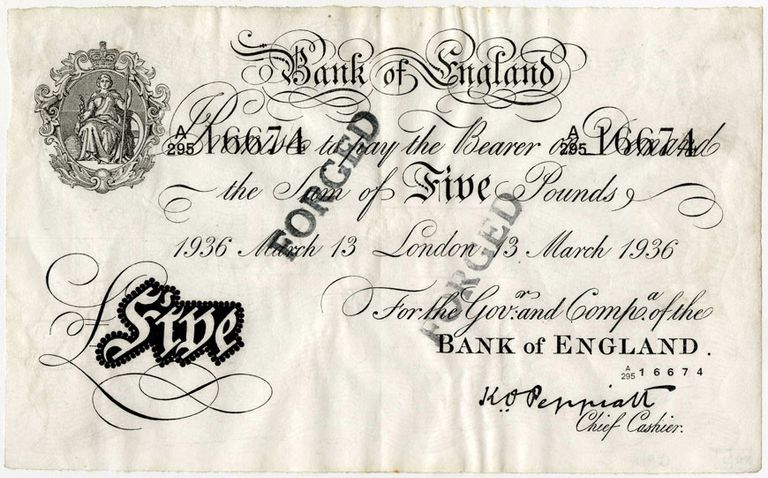 Bank of England
A/295 16674 A/295 16674
I Promise to pay the Bearer on Demand
the Sum of Five Pounds
1936 March 13 London 13 March 1936
Five
For the Gov.r and Comp.a of the
BANK of ENGLAND.
A/295 16674
K.O. Peppiatt
Chief Cashier.
FORGED
FORGED